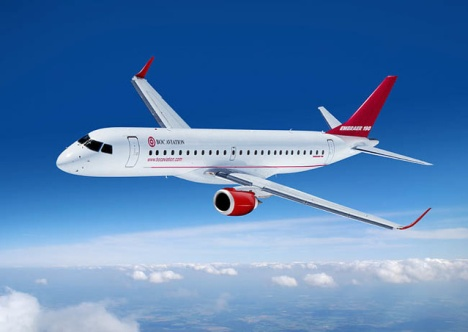 BOC AVIATION
www.bocaviation.com
EMBRAER 190